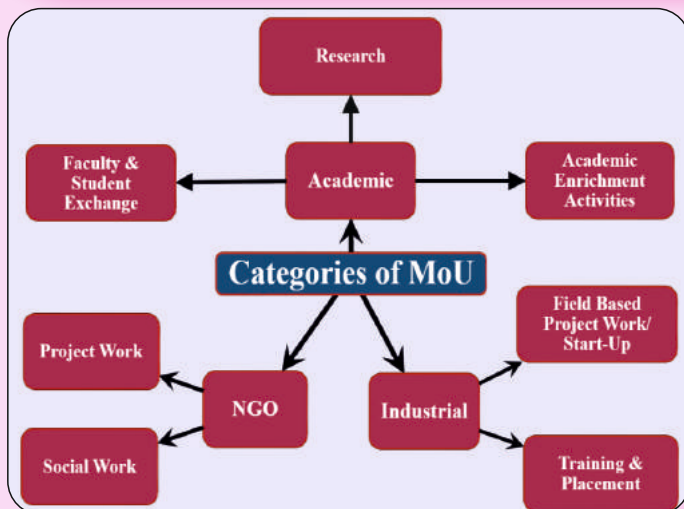 Research
Faculty &
Student
Exchange
Academic
Academic
Enrichment
Activities
Categories of MoU
Field Based
Project Work/
Start-Up
Project Work
NGO
Industrial
Social Work
Training &
Placement